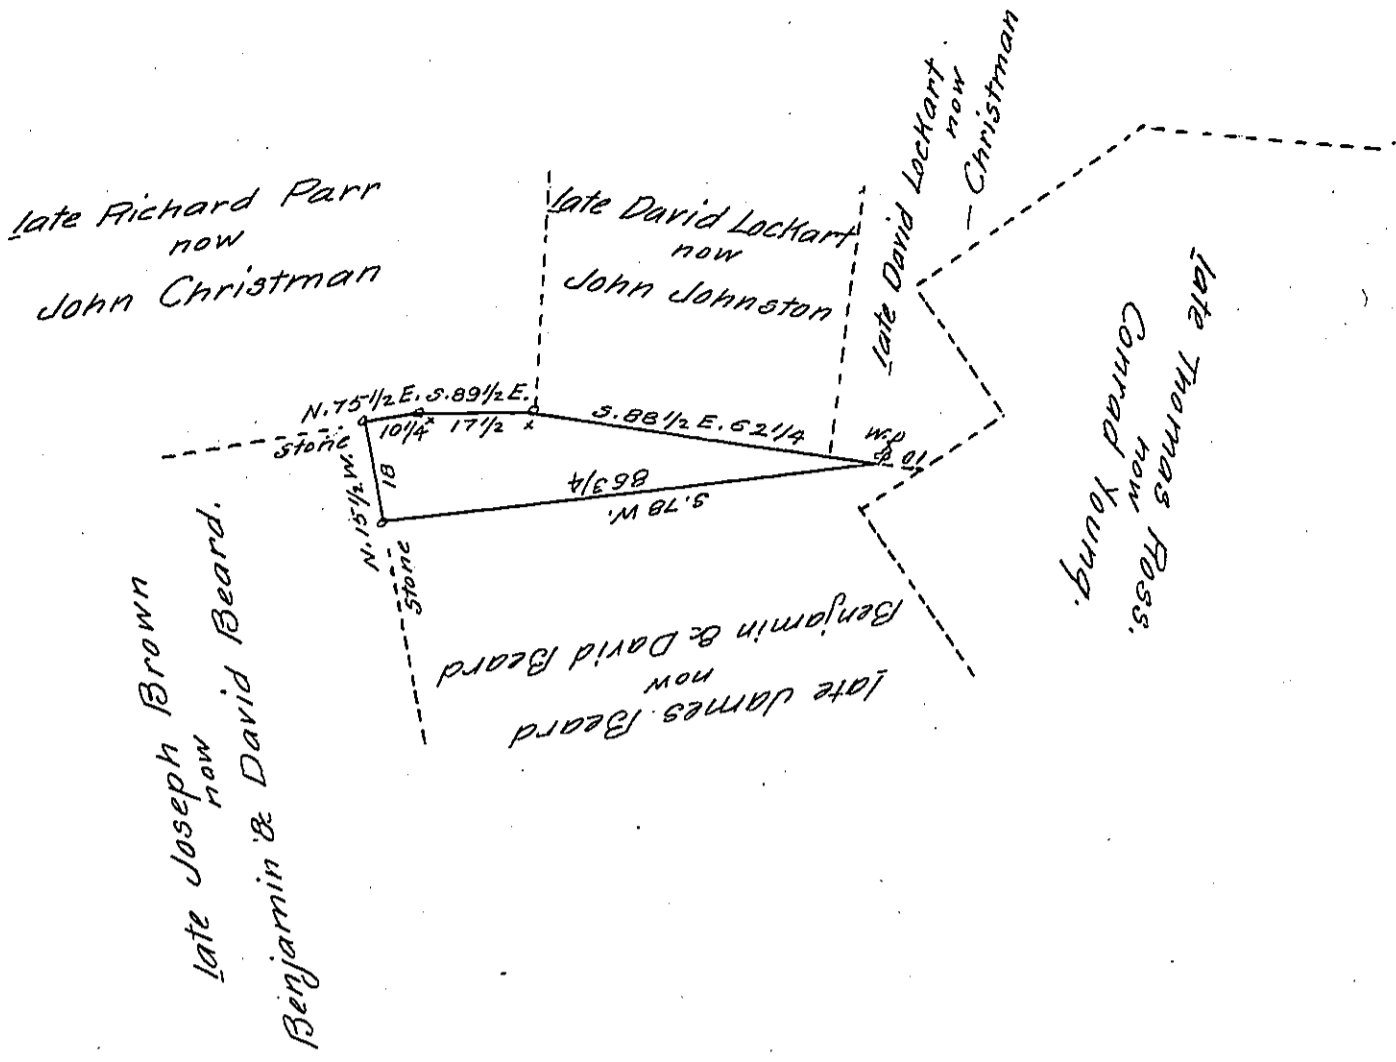 late Richard Parr
now
John Christman
late David Lockart
now
John Johnston
late David Lockart
now
— Christman
late Thomas Ross.
now
Conrad Young.
N.75 1/2 E.
10 1/4
S.89 1/2 E.
17 1/2
S.88 1/2 E. 62 1/4
W.O
10
stone
N.15 1/2 W.
18
S.78 W.
86 3/4
stone
late James Beard
now
Benjamin & David Beard
late Joseph Brown
now
Benjamin & David Beard.